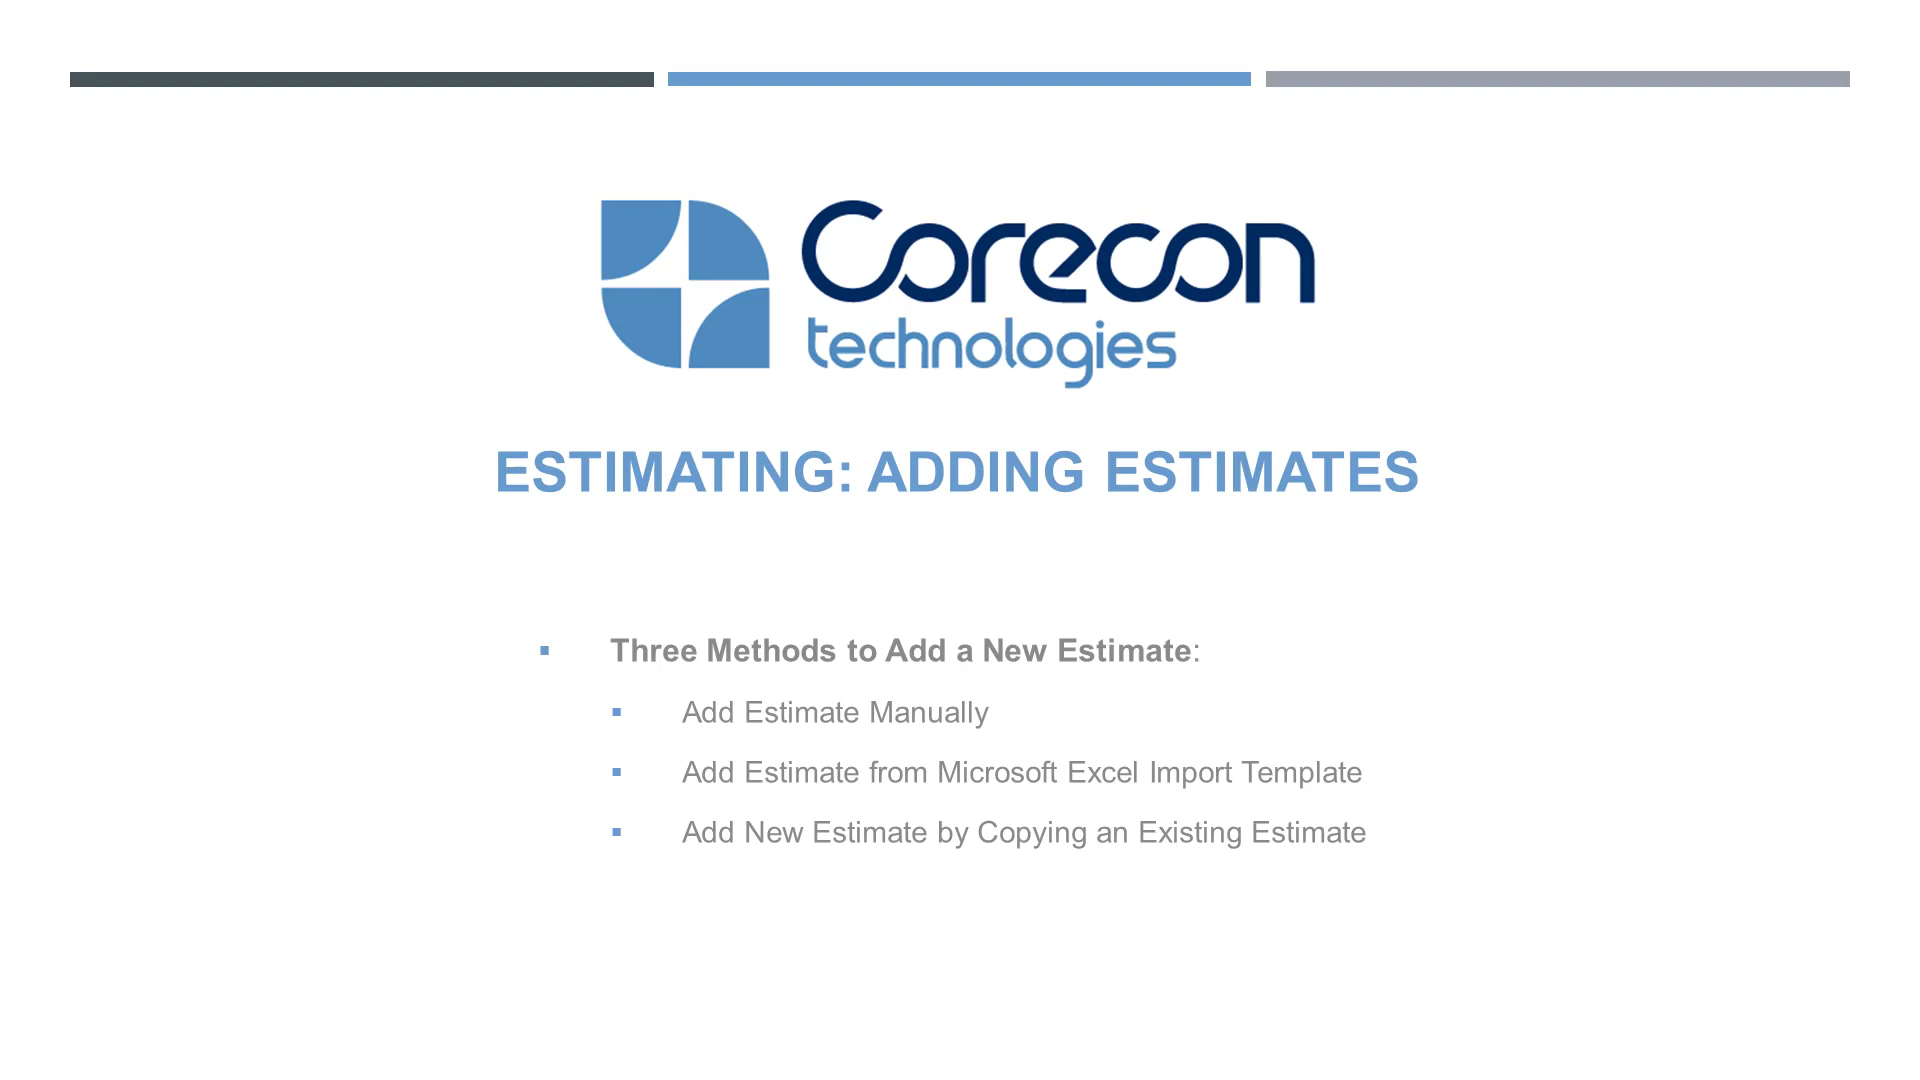 Corecon
technologies
ESTIMATING: ADDING ESTIMATES
Three Methods to Add a New Estimate:
Add Estimate Manually
Add Estimate from Microsoft Excel Import Template
Add New Estimate by Copying an Existing Estimate